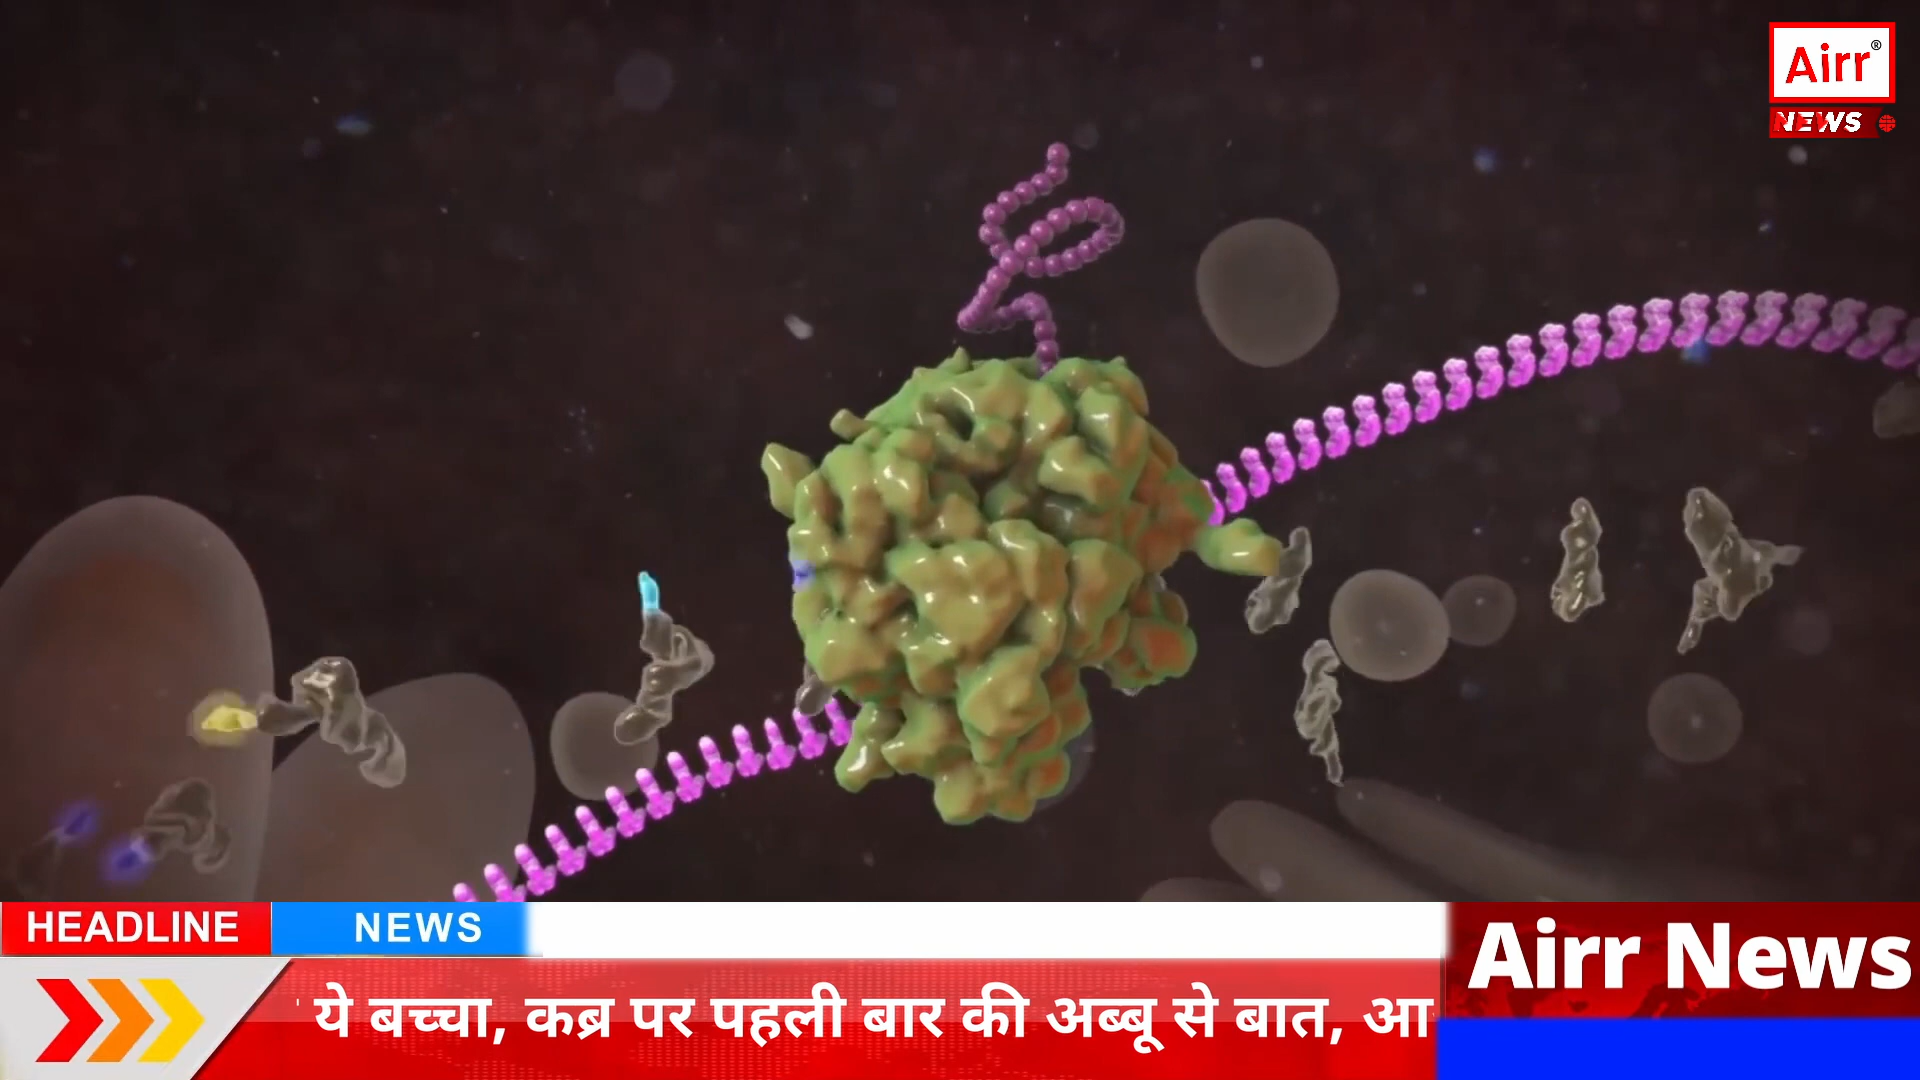 Airr®
NEWS
HEADLINE
NEWS
Airr News
ये बच्चा, कब्र पर पहली बार की अब्बू से बात,